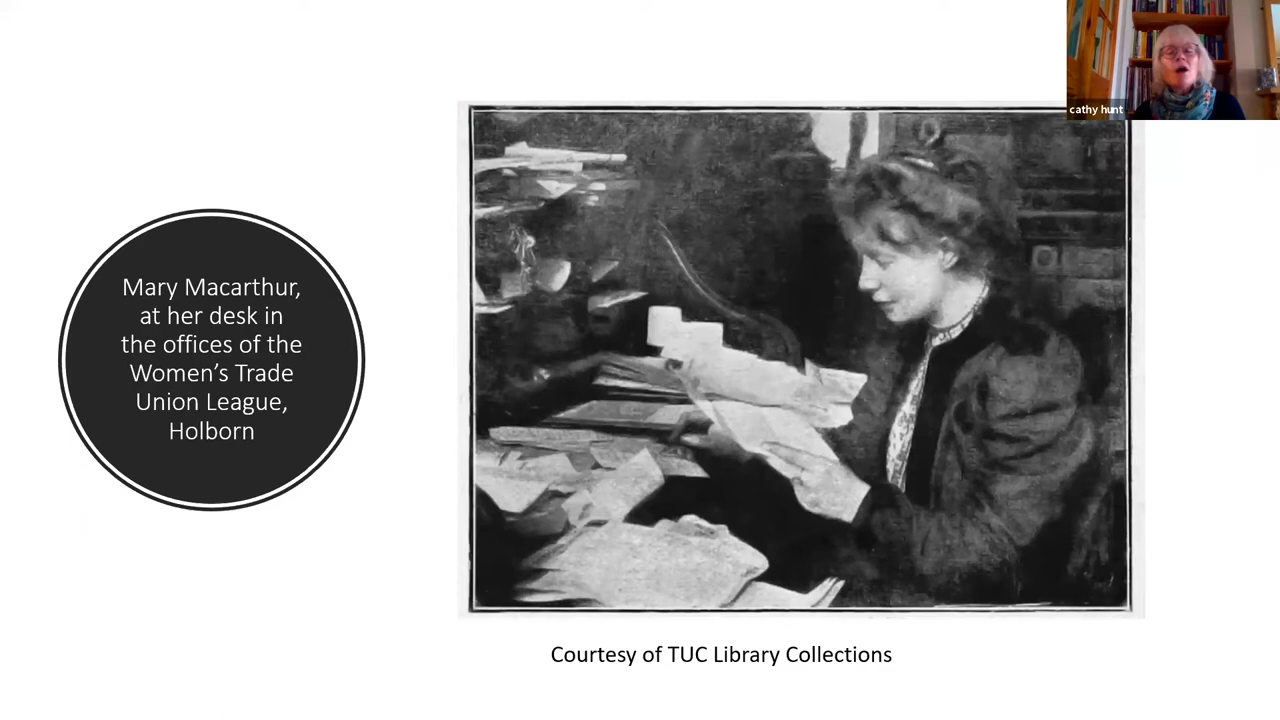 cathy hunt
Mary Macarthur,
at her desk in
the offices of the
Women’s Trade
Union League,
Holborn
Courtesy of TUC Library Collections